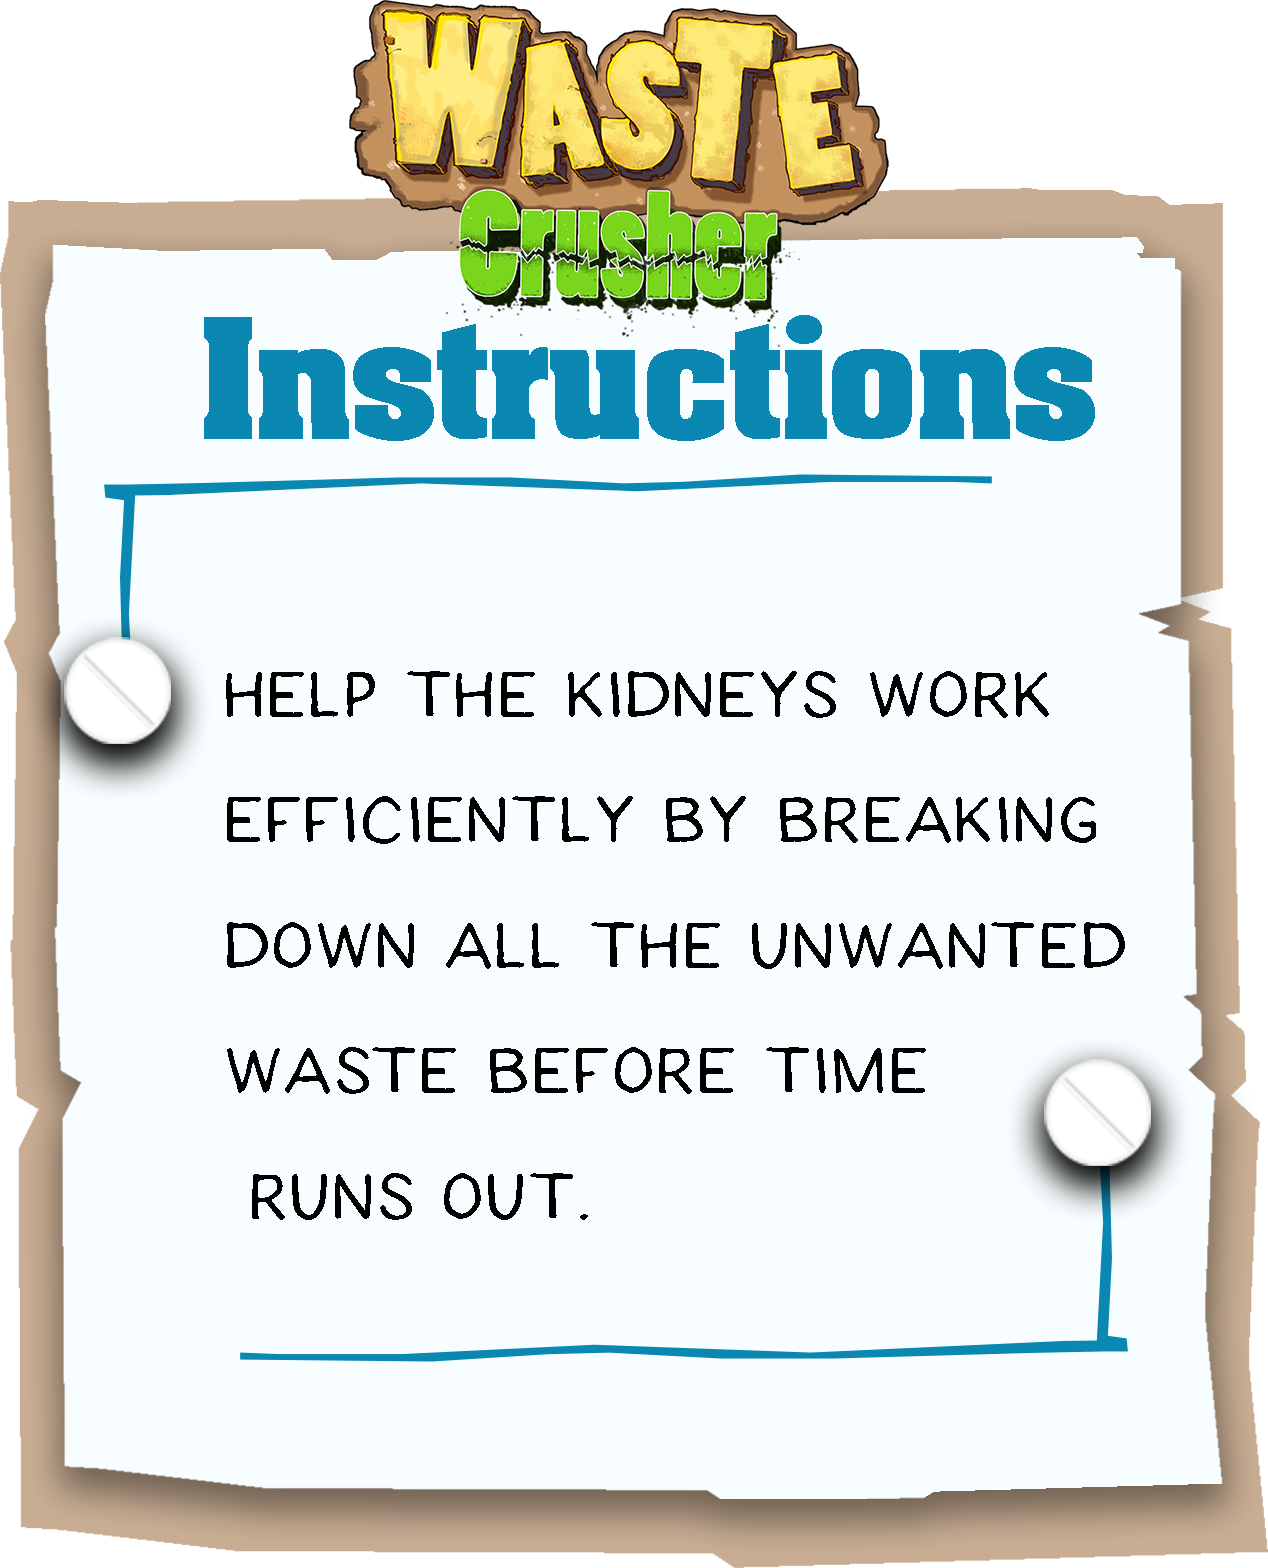 WASTE
Crusher
Instructions
HELP THE KIDNEYS WORK
EFFICIENTLY BY BREAKING
DOWN ALL THE UNWANTED
WASTE BEFORE TIME
RUNS OUT.